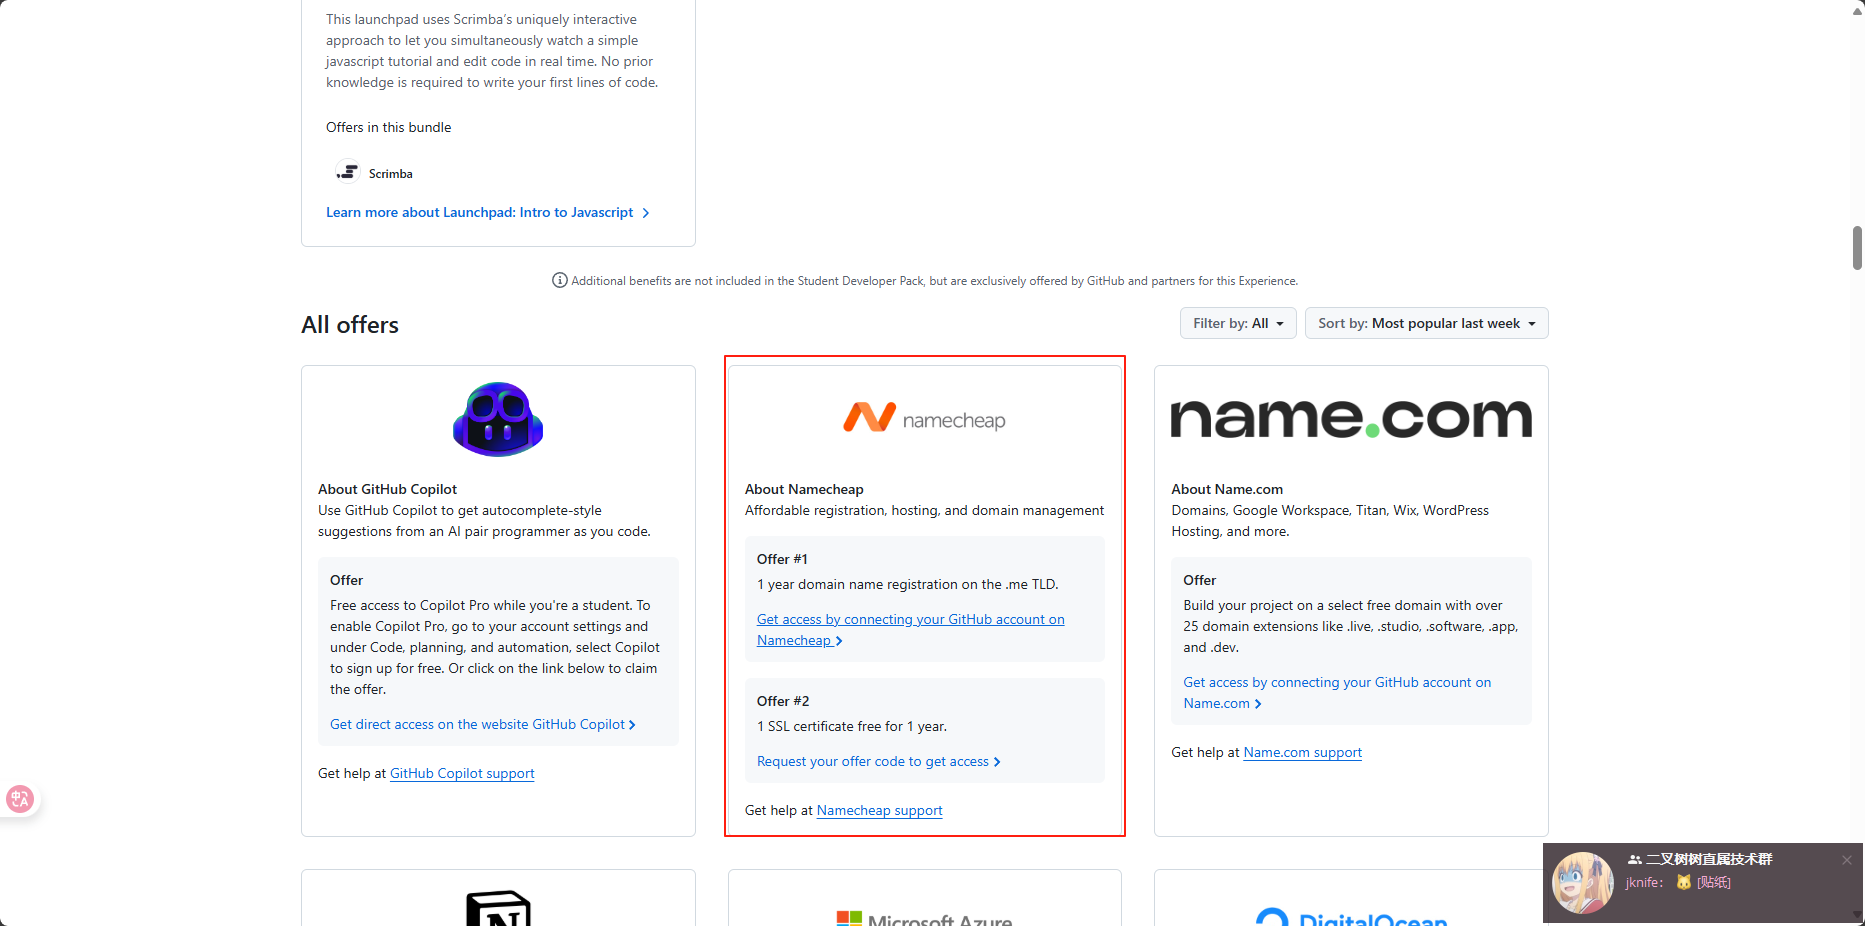 This launchpad uses Scrimba's uniquely interactive
approach to let you simultaneously watch a simple
javascript tutorial and edit code in real time. No prior
knowledge is required to write your first lines of code.
Offers in this bundle
Scrimba
Learn more about Launchpad: Intro to Javascript
Additional benefits are not included in the Student Developer Pack, but are exclusively offered by GitHub and partners for this Experience.
All offers
Filter by: All
Sort by: Most popular last week
About GitHub Copilot
Use GitHub Copilot to get autocomplete-style
suggestions from an AI pair programmer as you code.
Offer
Free access to Copilot Pro while you're a student. To
enable Copilot Pro, go to your account settings and
under Code, planning, and automation, select Copilot
to sign up for free. Or click on the link below to claim
the offer.
Get direct access on the website GitHub Copilot
Get help at GitHub Copilot support
namecheap
About Namecheap
Affordable registration, hosting, and domain management
Offer #1
1 year domain name registration on the .me TLD.
Get access by connecting your GitHub account on
Namecheap
Offer #2
1 SSL certificate free for 1 year.
Request your offer code to get access
Get help at Namecheap support
name.com
About Name.com
Domains, Google Workspace, Titan, Wix, WordPress
Hosting, and more.
Offer
Build your project on a select free domain with over
25 domain extensions like .live, .studio, .software, .app,
and .dev.
Get access by connecting your GitHub account on
Name.com
Get help at Name.com support
中A
N
Microsoft Azure
DigitalOcean
二叉树树直属技术群
jknife: [贴纸]